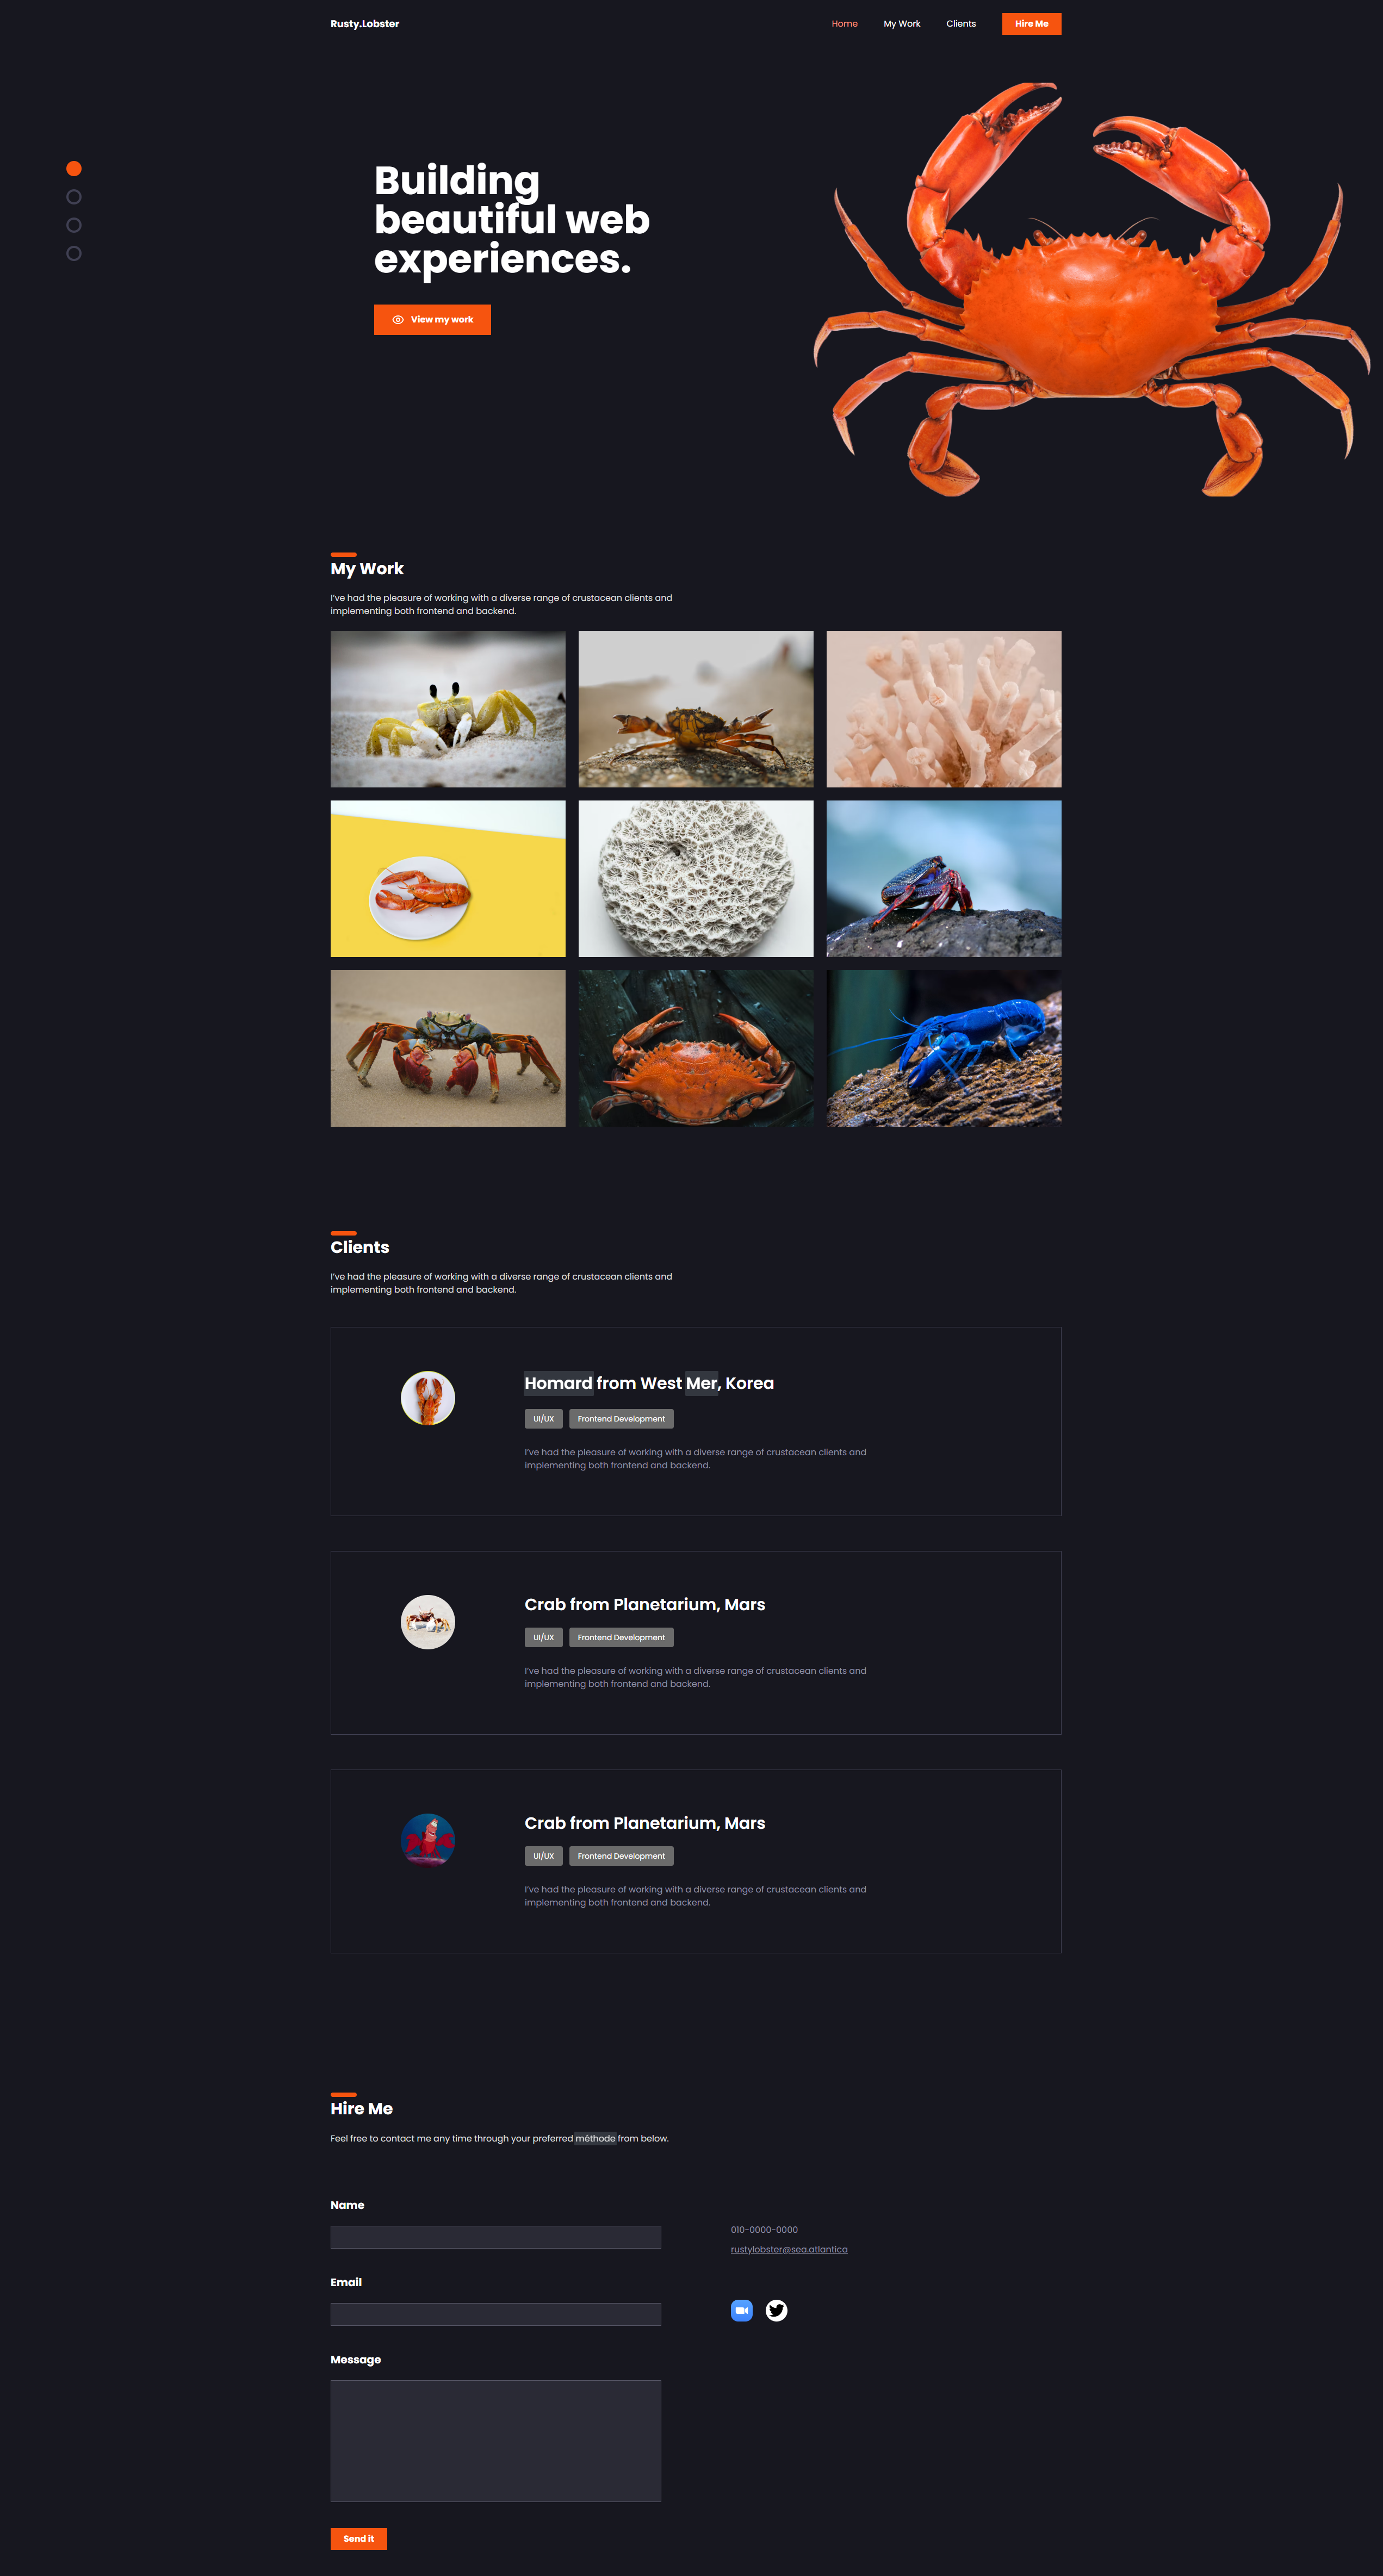 Rusty.Lobster
Home
My Work
Clients
Hire Me
Building
beautiful web
experiences.
View my work
My Work
I've had the pleasure of working with a diverse range of crustacean clients and
implementing both frontend and backend.
Clients
I've had the pleasure of working with a diverse range of crustacean clients and
implementing both frontend and backend.
Homard from West Mer, Korea
UI/UX
Frontend Development
I've had the pleasure of working with a diverse range of crustacean clients and
implementing both frontend and backend.
Crab from Planetarium, Mars
UI/UX
Frontend Development
I've had the pleasure of working with a diverse range of crustacean clients and
implementing both frontend and backend.
Crab from Planetarium, Mars
UI/UX
Frontend Development
I've had the pleasure of working with a diverse range of crustacean clients and
implementing both frontend and backend.
Hire Me
Feel free to contact me any time through your preferred méthode from below.
Name
010-0000-0000
rustylobster@sea.atlantica
Email
Message
Send it